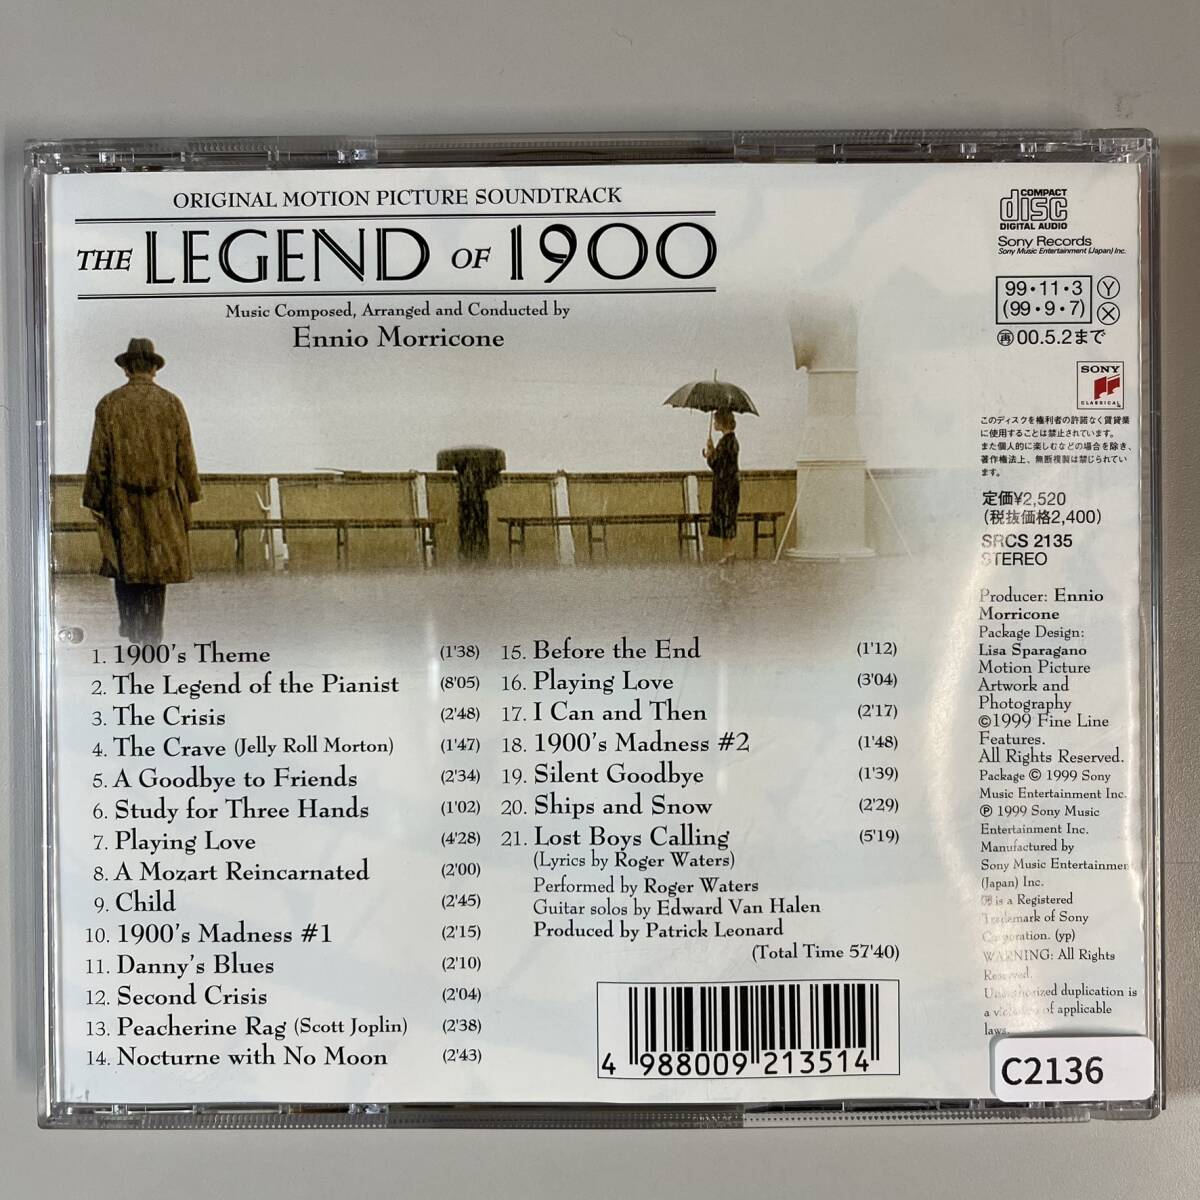 ORIGINAL MOTION PICTURE SOUNDTRACK
THE LEGEND OF 1900
Music Composed, Arranged and Conducted by
Ennio Morricone
1. 1900's Theme (1'38)
2. The Legend of the Pianist (8'05)
3. The Crisis (2'48)
4. The Crave (Jelly Roll Morton) (1'47)
5. A Goodbye to Friends (2'34)
6. Study for Three Hands (1'02)
7. Playing Love (4'28)
8. A Mozart Reincarnated (2'00)
9. Child (2'45)
10. 1900's Madness #1 (2'15)
11. Danny's Blues (2'10)
12. Second Crisis (2'04)
13. Peacherine Rag (Scott Joplin) (2'38)
14. Nocturne with No Moon (2'43)
15. Before the End (1'12)
16. Playing Love (3'04)
17. I Can and Then (2'17)
18. 1900's Madness #2 (1'48)
19. Silent Goodbye (1'39)
20. Ships and Snow (2'29)
21. Lost Boys Calling (5'19)
(Lyrics by Roger Waters)
Performed by Roger Waters
Guitar solos by Edward Van Halen
Produced by Patrick Leonard
(Total Time 57'40)
4 988009 213514
COMPACT
disc
DIGITAL AUDIO
Sony Records
Sony Music Entertainment (Japan) Inc.
99・11・3 Ⓨ
(99・9・7) Ⓧ
㊢00.5.2まで
SONY
CLASSICAL
このディスクを権利者の許諾なく賃貸業
に使用することは禁止されています。
また個人的に楽しむなどの場合を除き、
著作権法上、無断複製は禁じられてい
ます。
定価¥2,520
(税抜価格2,400)
SRCS 2135
STEREO
Producer: Ennio
Morricone
Package Design:
Lisa Sparagano
Motion Picture
Artwork and
Photography
©1999 Fine Line
Features.
All Rights Reserved.
Package © 1999 Sony
Music Entertainment Inc.
℗ 1999 Sony Music
Entertainment Inc.
Manufactured by
Sony Music Entertainment
(Japan) Inc.
is a Registered
Trademark of Sony
Corporation. (yp)
WARNING: All Rights
Reserved.
Unauthorized duplication is
a violation of applicable
laws.
C2136